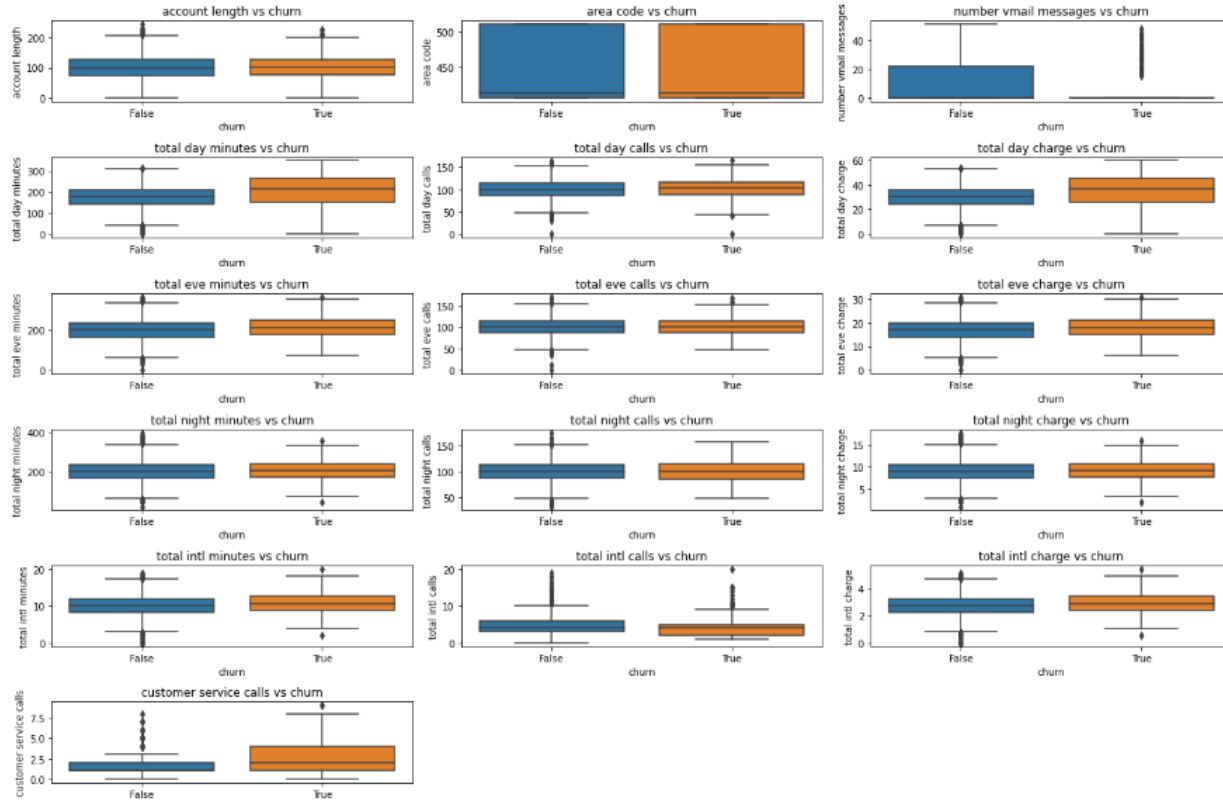 account length vs churn
account length
200
100
0
False
True
churn
area code vs churn
area code
500
450
False
True
churn
number vmail messages vs churn
number vmail messages
40
20
0
False
True
churn
total day minutes vs churn
total day minutes
300
200
100
0
False
True
churn
total day calls vs churn
total day calls
150
100
50
0
False
True
churn
total day charge vs churn
total day charge
60
40
20
0
False
True
churn
total eve minutes vs churn
total eve minutes
200
0
False
True
churn
total eve calls vs churn
total eve calls
150
100
50
0
False
True
churn
total eve charge vs churn
total eve charge
30
20
10
0
False
True
churn
total night minutes vs churn
total night minutes
400
200
False
True
churn
total night calls vs churn
total night calls
150
100
50
False
True
churn
total night charge vs churn
total night charge
15
10
5
False
True
churn
total intl minutes vs churn
total intl minutes
20
10
0
False
True
churn
total intl calls vs churn
total intl calls
20
10
0
False
True
churn
total intl charge vs churn
total intl charge
4
2
0
False
True
churn
customer service calls vs churn
customer service calls
7.5
5.0
2.5
0.0
False
True
churn